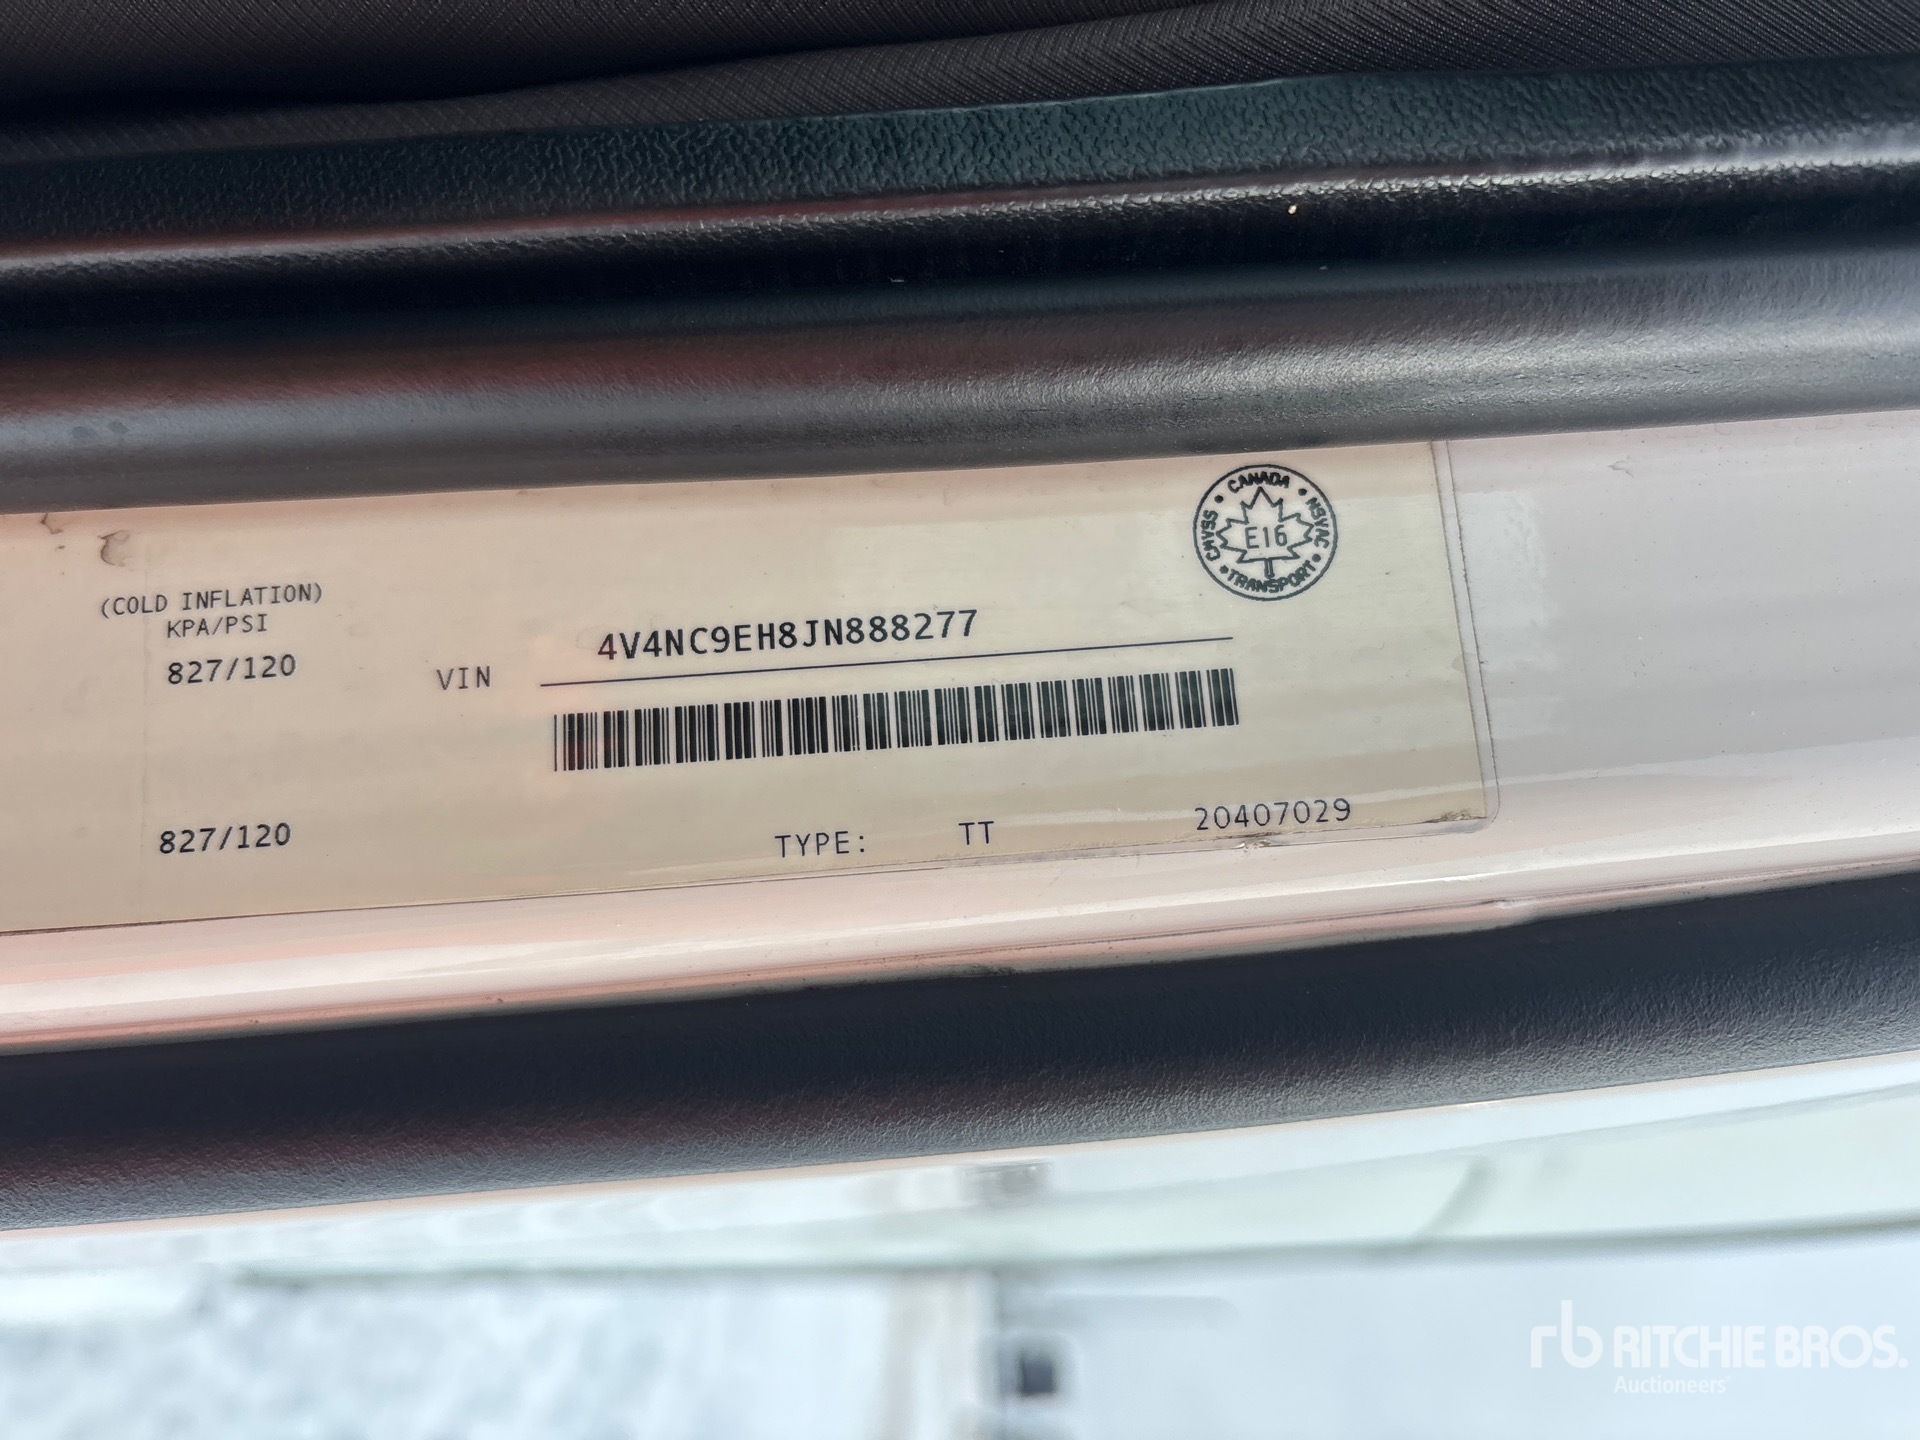 CANADA
CMVSS NSVAC
E16
TRANSPORT
(COLD INFLATION)
KPA/PSI
827/120
VIN 4V4NC9EH8JN888277
827/120
TYPE: TT 20407029
rb RITCHIE BROS.
Auctioneers